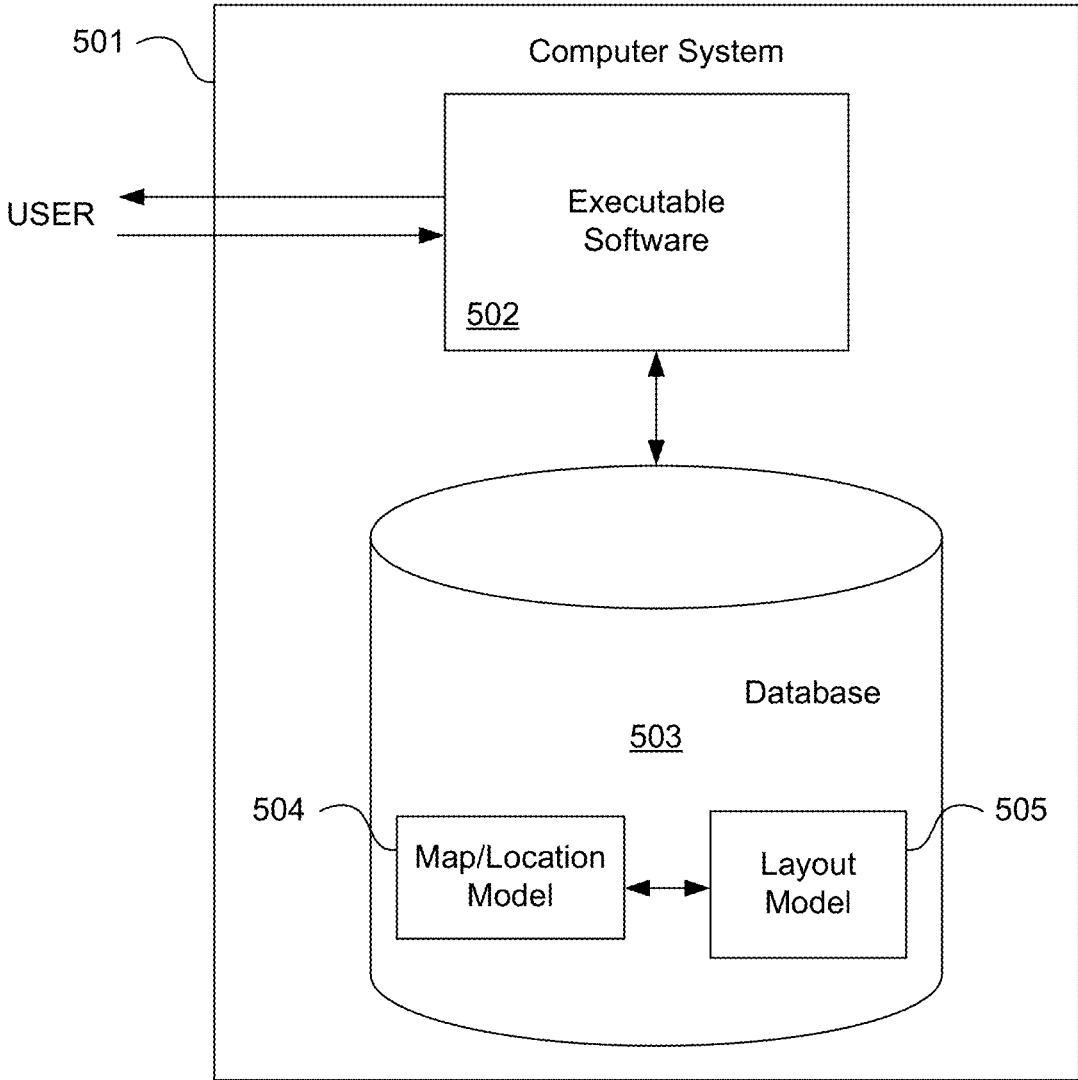 501
Computer System
USER
Executable
Software
502
Database
503
504
505
Map/Location
Model
Layout
Model